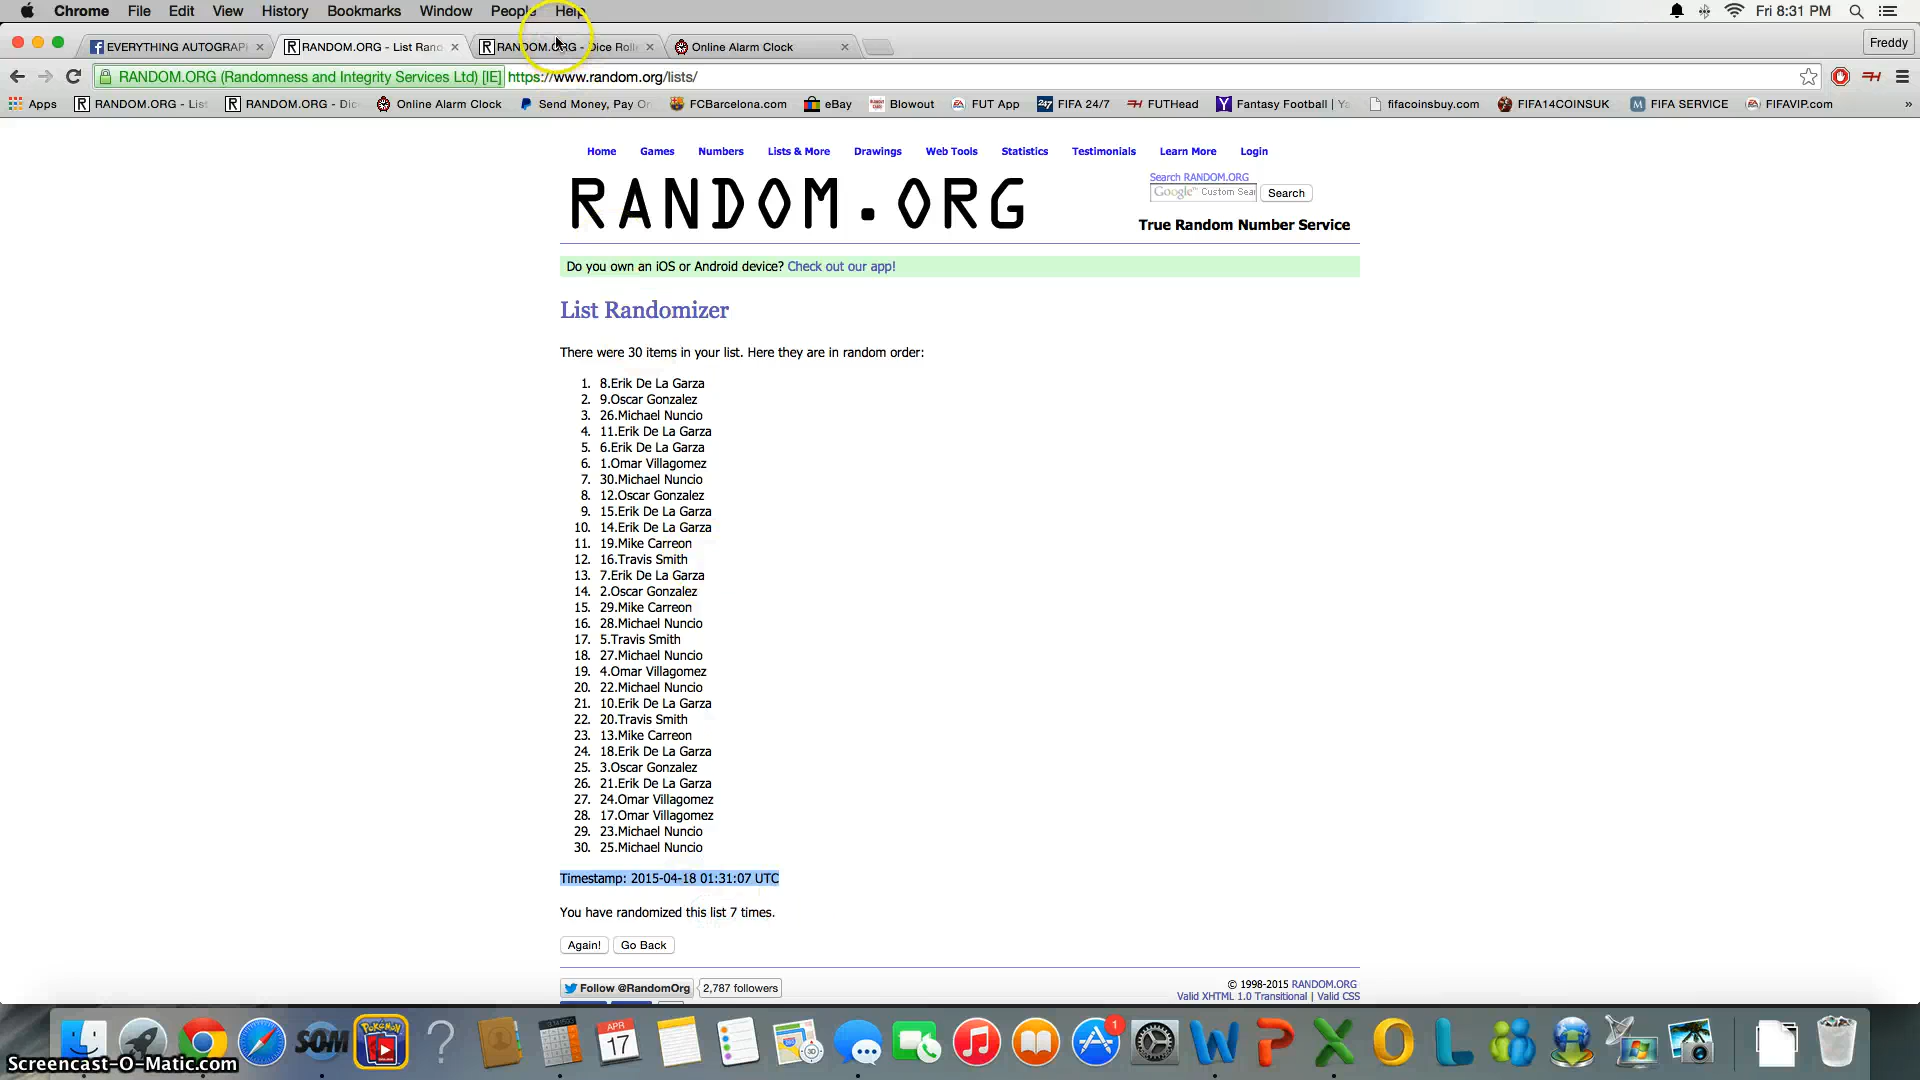 Chrome File Edit View History Bookmarks Window People Help Fri 8:31 PM
EVERYTHING AUTOGRAP RANDOM.ORG - List Rano RANDOM.ORG - Dice Rolle Online Alarm Clock Freddy
RANDOM.ORG (Randomness and Integrity Services Ltd) [IE] https://www.random.org/lists/
Apps RANDOM.ORG - Lis RANDOM.ORG - Dic Online Alarm Clock Send Money, Pay Or FCBarcelona.com eBay Blowout FUT App FIFA 24/7 FUTHead Fantasy Football | Ya fifacoinsbuy.com FIFA14COINSUK FIFA SERVICE FIFAVIP.com »
Home Games Numbers Lists & More Drawings Web Tools Statistics Testimonials Learn More Login
RANDOM.ORG
Search RANDOM.ORG
Google™ Custom Sear Search
True Random Number Service
Do you own an iOS or Android device? Check out our app!
List Randomizer
There were 30 items in your list. Here they are in random order:
1. 8.Erik De La Garza
2. 9.Oscar Gonzalez
3. 26.Michael Nuncio
4. 11.Erik De La Garza
5. 6.Erik De La Garza
6. 1.Omar Villagomez
7. 30.Michael Nuncio
8. 12.Oscar Gonzalez
9. 15.Erik De La Garza
10. 14.Erik De La Garza
11. 19.Mike Carreon
12. 16.Travis Smith
13. 7.Erik De La Garza
14. 2.Oscar Gonzalez
15. 29.Mike Carreon
16. 28.Michael Nuncio
17. 5.Travis Smith
18. 27.Michael Nuncio
19. 4.Omar Villagomez
20. 22.Michael Nuncio
21. 10.Erik De La Garza
22. 20.Travis Smith
23. 13.Mike Carreon
24. 18.Erik De La Garza
25. 3.Oscar Gonzalez
26. 21.Erik De La Garza
27. 24.Omar Villagomez
28. 17.Omar Villagomez
29. 23.Michael Nuncio
30. 25.Michael Nuncio
Timestamp: 2015-04-18 01:31:07 UTC
You have randomized this list 7 times.
Again! Go Back
Follow @RandomOrg 2,787 followers
© 1998-2015 RANDOM.ORG
Valid XHTML 1.0 Transitional | Valid CSS
SOM
APR
17
1
Screencast-O-Matic.com